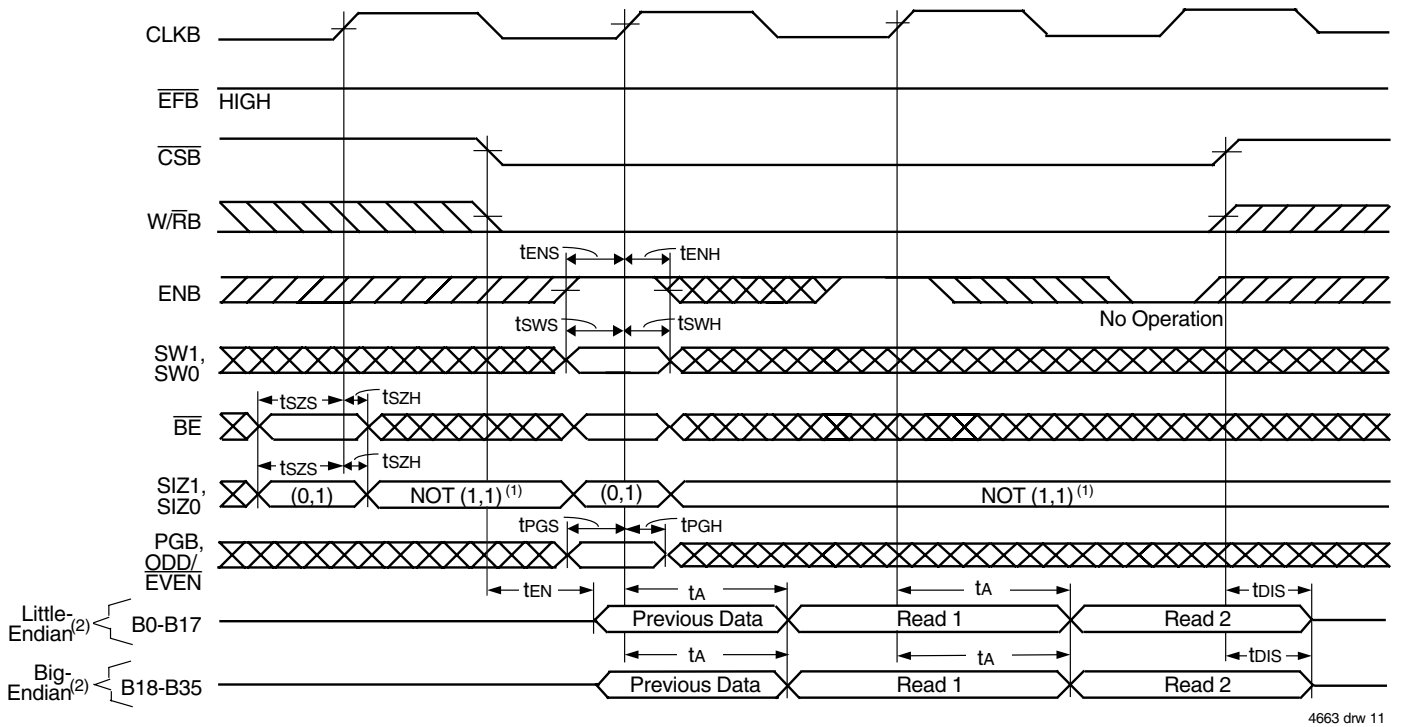 CLKB
EFB HIGH
CSB
W/RB
tENS tENH
ENB
No Operation
tSWS tSWH
SW1,
SW0
tSZS tSZH
BE
tSZS tSZH
SIZ1,
SIZ0
(0,1) NOT (1,1) (1) (0,1) NOT (1,1) (1)
tPGS tPGH
PGB,
ODD/
EVEN
tEN tA tA tDIS
Little-
Endian(2) B0-B17 Previous Data Read 1 Read 2
tA tA tDIS
Big-
Endian(2) B18-B35 Previous Data Read 1 Read 2
4663 drw 11